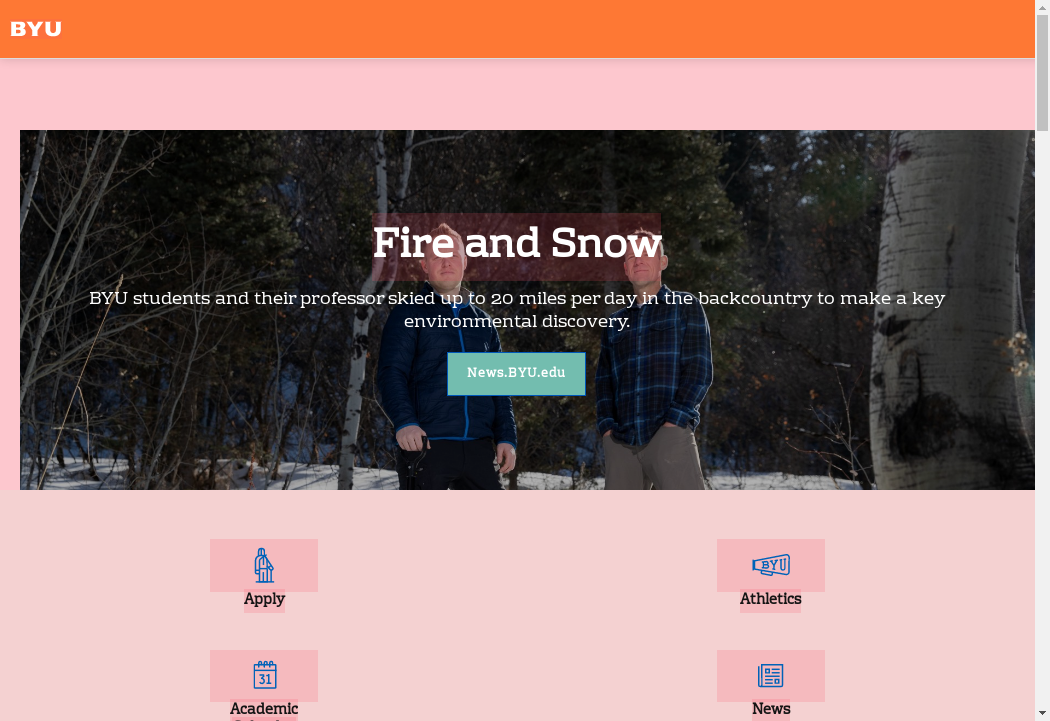 BYU
Fire and Snow
BYU students and their professor skied up to 20 miles per day in the backcountry to make a key
environmental discovery.
News.BYU.edu
BYU
Apply
Athletics
31
Academic
News